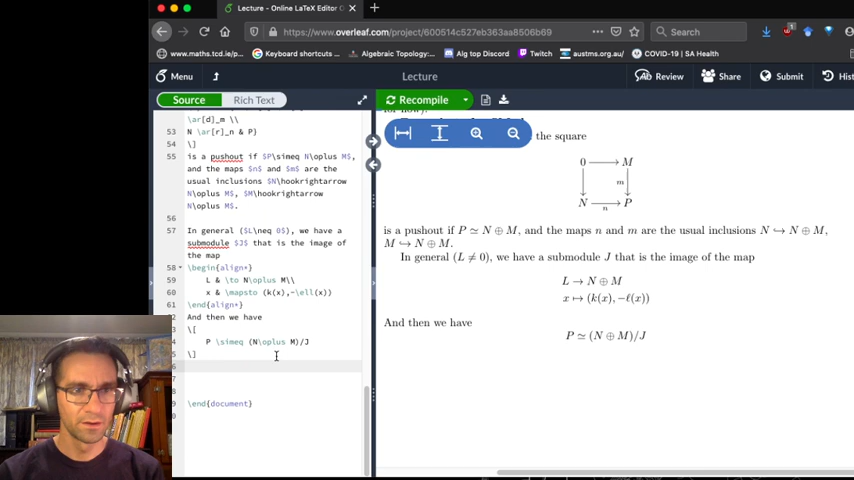 Lecture - Online LaTeX Editor O
https://www.overleaf.com/project/600514c527eb363aa8506b69
Search
www.maths.tcd.ie/p
Keyboard shortcuts ...
Algebraic Topology:...
Alg top Discord
Twitch
austms.org.au/
COVID-19 | SA Health
Menu
Lecture
Review
Share
Submit
Hist
Source
Rich Text
Recompile
\ar[d]_m \\
53 N \ar[r]_n & P}
54 \]
55 is a pushout if $P\simeq N\oplus M$,
and the maps $n$ and $m$ are the
usual inclusions $N\hookrightarrow
N\oplus M$, $M\hookrightarrow
N\oplus M$.
56
57 In general ($L\neq 0$), we have a
submodule $J$ that is the image of
the map
58 \begin{align*}
59 L & \to N\oplus M\\
60 x & \mapsto (k(x),-\ell(x))
61 \end{align*}
And then we have
\[
P \simeq (N\oplus M)/J
\]
\end{document}
for now).
the square
0 M
m
N P
n
is a pushout if P ≃ N ⊕ M, and the maps n and m are the usual inclusions N ↪ N ⊕ M,
M ↪ N ⊕ M.
In general (L ≠ 0), we have a submodule J that is the image of the map
L → N ⊕ M
x ↦ (k(x), −ℓ(x))
And then we have
P ≃ (N ⊕ M)/J